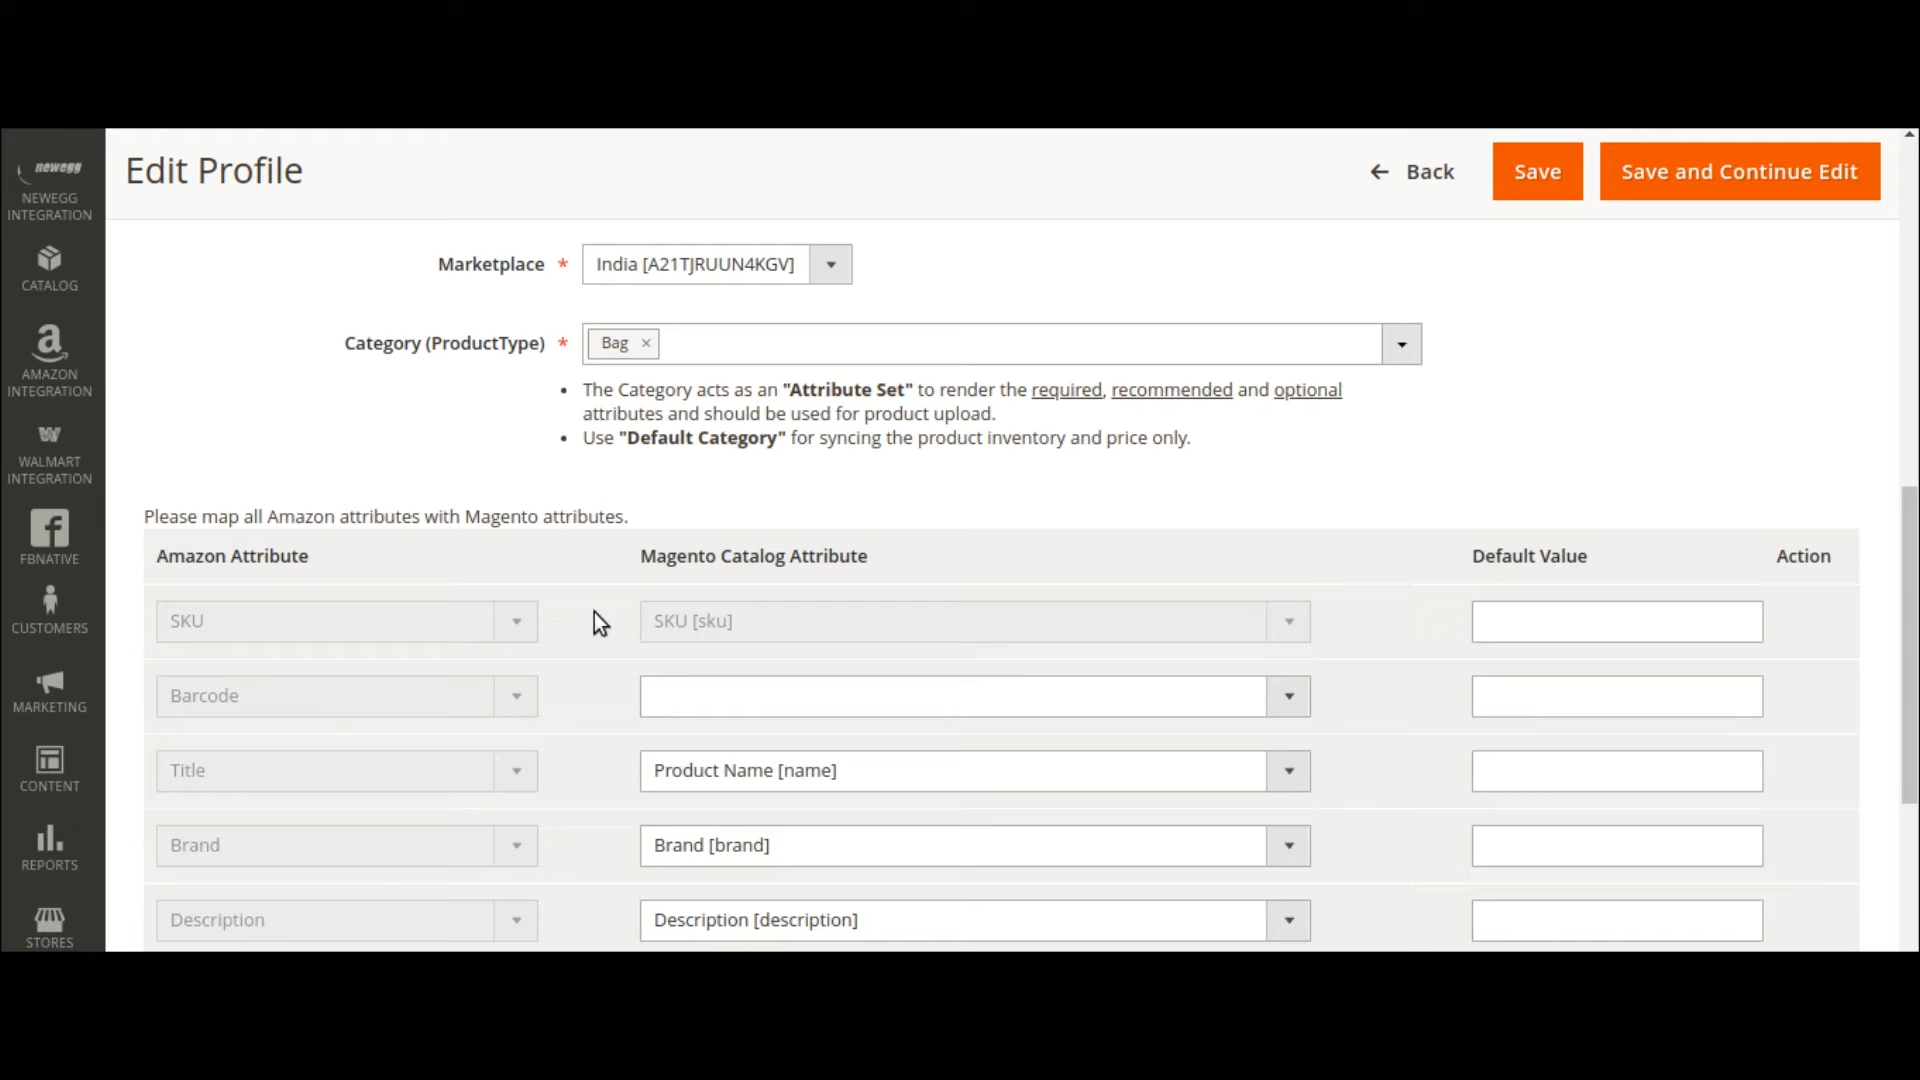 Edit Profile
Back
Save
Save and Continue Edit
newegg
NEWEGG
INTEGRATION
CATALOG
AMAZON
INTEGRATION
WALMART
INTEGRATION
FBNATIVE
CUSTOMERS
MARKETING
CONTENT
REPORTS
STORES
Marketplace *
India [A21TJRUUN4KGV]
Category (ProductType) *
Bag ×
• The Category acts as an "Attribute Set" to render the required, recommended and optional
attributes and should be used for product upload.
• Use "Default Category" for syncing the product inventory and price only.
Please map all Amazon attributes with Magento attributes.
Amazon Attribute Magento Catalog Attribute Default Value Action
SKU SKU [sku]
Barcode
Title Product Name [name]
Brand Brand [brand]
Description Description [description]